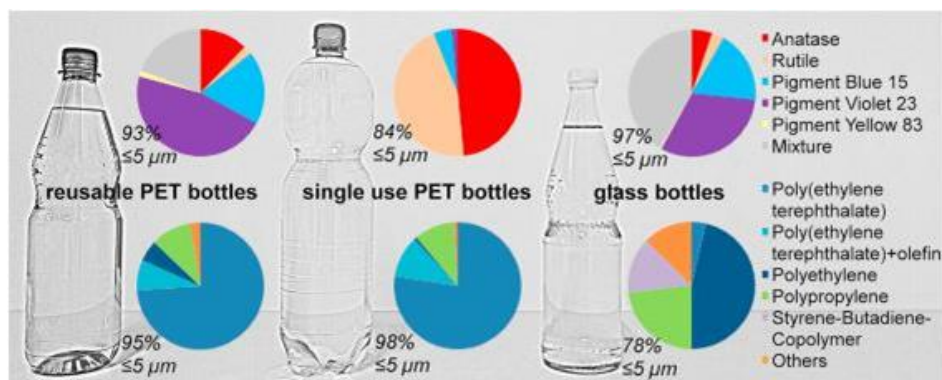 93%
≤5 µm
84%
≤5 µm
97%
≤5 µm
Anatase
Rutile
Pigment Blue 15
Pigment Violet 23
Pigment Yellow 83
Mixture
reusable PET bottles
single use PET bottles
glass bottles
95%
≤5 µm
98%
≤5 µm
78%
≤5 µm
Poly(ethylene
terephthalate)
Poly(ethylene
terephthalate)+olefin
Polyethylene
Polypropylene
Styrene-Butadiene-
Copolymer
Others